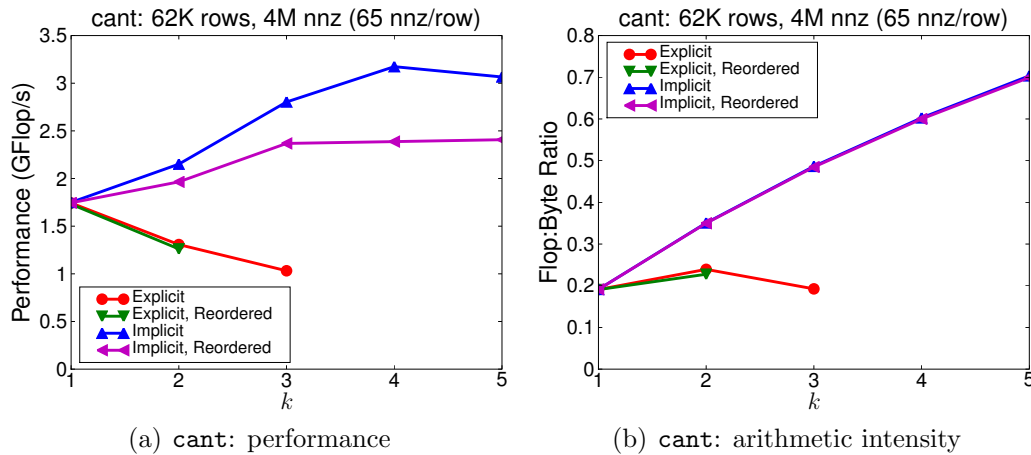 cant: 62K rows, 4M nnz (65 nnz/row)
Performance (GFlop/s)
3.5
3
2.5
2
1.5
1
0.5
0
Explicit
Explicit, Reordered
Implicit
Implicit, Reordered
1 2 3 4 5
k
(a) cant: performance
cant: 62K rows, 4M nnz (65 nnz/row)
Flop:Byte Ratio
0.8
0.7
0.6
0.5
0.4
0.3
0.2
0.1
0
Explicit
Explicit, Reordered
Implicit
Implicit, Reordered
1 2 3 4 5
k
(b) cant: arithmetic intensity